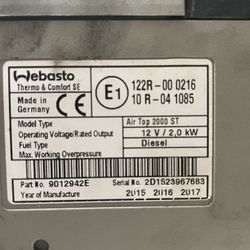 Webasto
Thermo & Comfort SE
Made in
Germany
CE
E1
122R-00 0216
10 R-04 1085
Model Type
Air Top 2000 ST
Operating Voltage/Rated Output
12 V / 2,0 kW
Fuel Type
Diesel
Max. Working Overpressure
Part No. 9012942E
Serial No. 2D1523967683
Year of Manufacture
2015 2016 2017